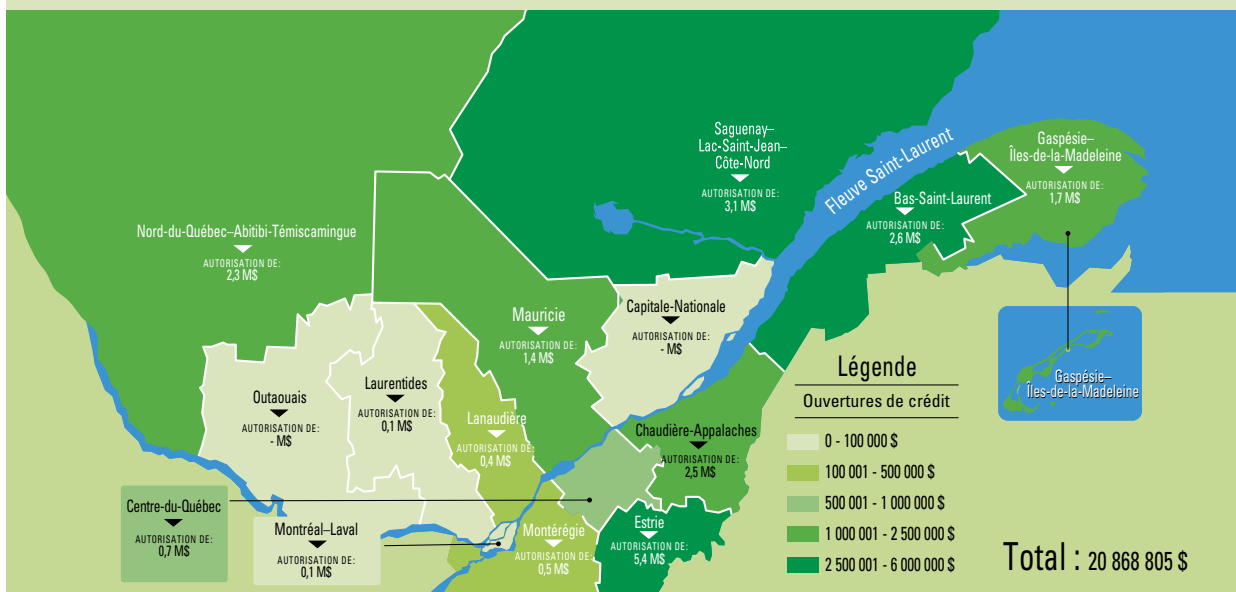 Saguenay–
Lac-Saint-Jean–
Côte-Nord
AUTORISATION DE:
3,1 M$
Fleuve Saint-Laurent
Gaspésie–
Îles-de-la-Madeleine
AUTORISATION DE:
1,7 M$
Bas-Saint-Laurent
AUTORISATION DE:
2,6 M$
Nord-du-Québec–Abitibi-Témiscamingue
AUTORISATION DE:
2,3 M$
Mauricie
AUTORISATION DE:
1,4 M$
Capitale-Nationale
AUTORISATION DE:
- M$
Outaouais
AUTORISATION DE:
- M$
Laurentides
AUTORISATION DE:
0,1 M$
Lanaudière
AUTORISATION DE:
0,4 M$
Chaudière-Appalaches
AUTORISATION DE:
2,5 M$
Gaspésie–
Îles-de-la-Madeleine
Centre-du-Québec
AUTORISATION DE:
0,7 M$
Montréal–Laval
AUTORISATION DE:
0,1 M$
Montérégie
AUTORISATION DE:
0,5 M$
Estrie
AUTORISATION DE:
5,4 M$
Légende
Ouvertures de crédit
0 - 100 000 $
100 001 - 500 000 $
500 001 - 1 000 000 $
1 000 001 - 2 500 000 $
2 500 001 - 6 000 000 $
Total : 20 868 805 $